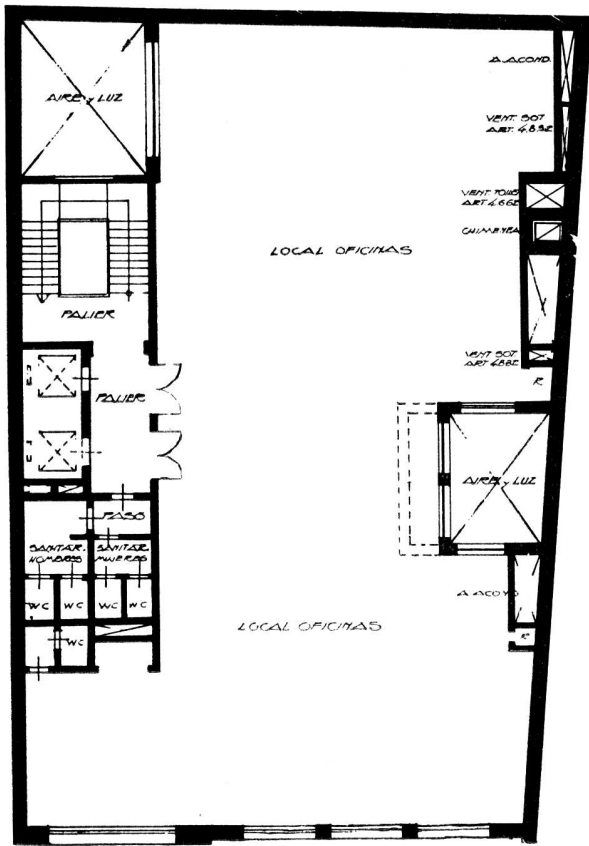 AIRE Y LUZ
A. ACOND.
VENT. SOT
ART. 4.8.3.2
VENT TOILS
ART 4.6.6.2
CHIMENEA
LOCAL OFICINAS
PALIER
VENT SOT
ART 4.8.3.2
R
PALIER
AIRE Y LUZ
PASO
SANITAR.
HOMBRES
SANITAR
MUJERES
A. ACOND
WC
WC
WC
WC
LOCAL OFICINAS
R
WC